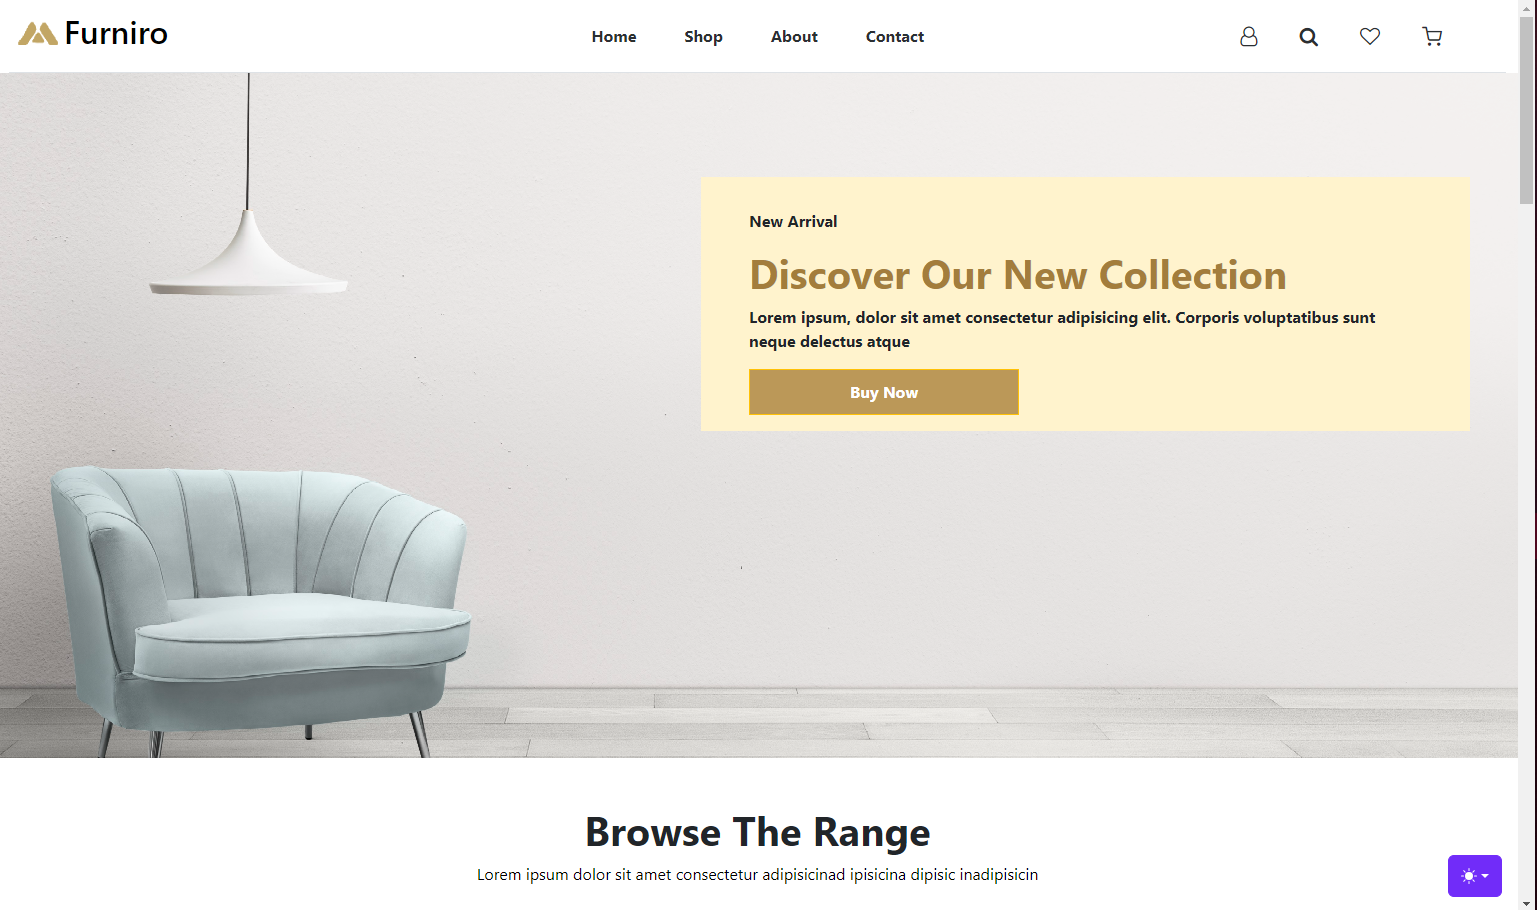 Furniro
Home
Shop
About
Contact
New Arrival
Discover Our New Collection
Lorem ipsum, dolor sit amet consectetur adipisicing elit. Corporis voluptatibus sunt
neque delectus atque
Buy Now
Browse The Range
Lorem ipsum dolor sit amet consectetur adipisicinad ipisicina dipisic inadipisicin